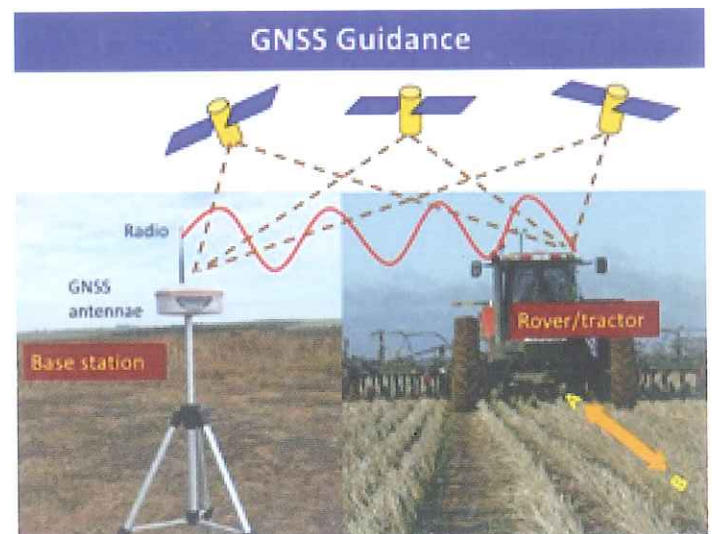 GNSS Guidance
Radio
GNSS
antennae
Base station
Rover/tractor
A
B